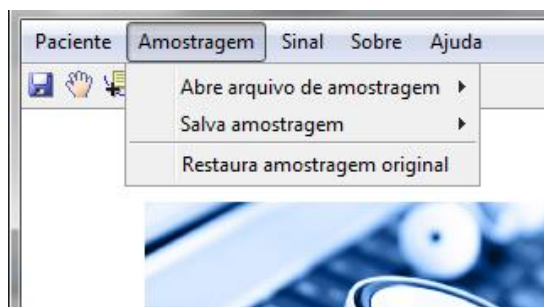 Paciente Amostragem Sinal Sobre Ajuda
Abre arquivo de amostragem
Salva amostragem
Restaura amostragem original